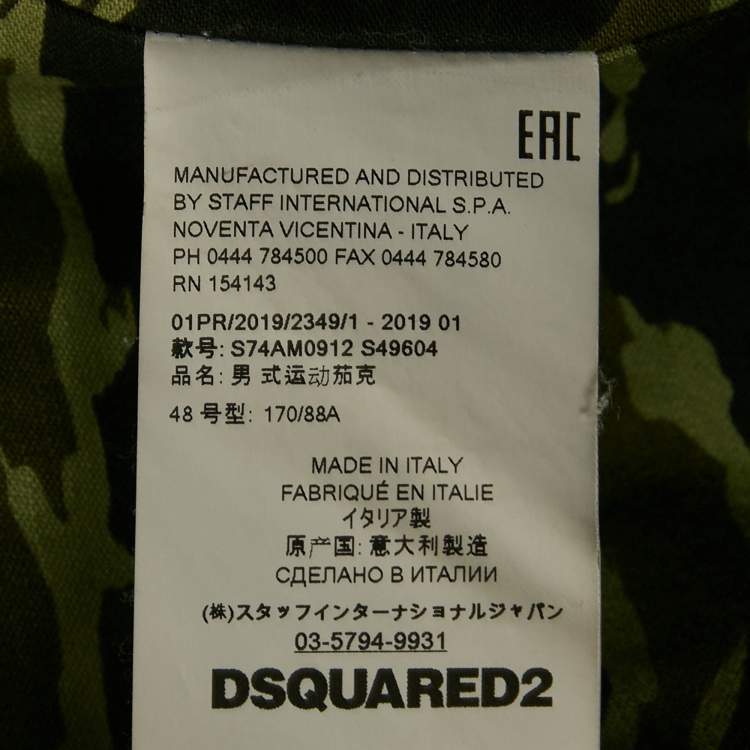 EAC
MANUFACTURED AND DISTRIBUTED
BY STAFF INTERNATIONAL S.P.A.
NOVENTA VICENTINA - ITALY
PH 0444 784500 FAX 0444 784580
RN 154143
01PR/2019/2349/1 - 2019 01
款号: S74AM0912 S49604
品名: 男 式运动茄克
48 号型: 170/88A
MADE IN ITALY
FABRIQUÉ EN ITALIE
イタリア製
原产国: 意大利製造
СДЕЛАНО В ИТАЛИИ
(株)スタッフインターナショナルジャパン
03-5794-9931
DSQUARED2